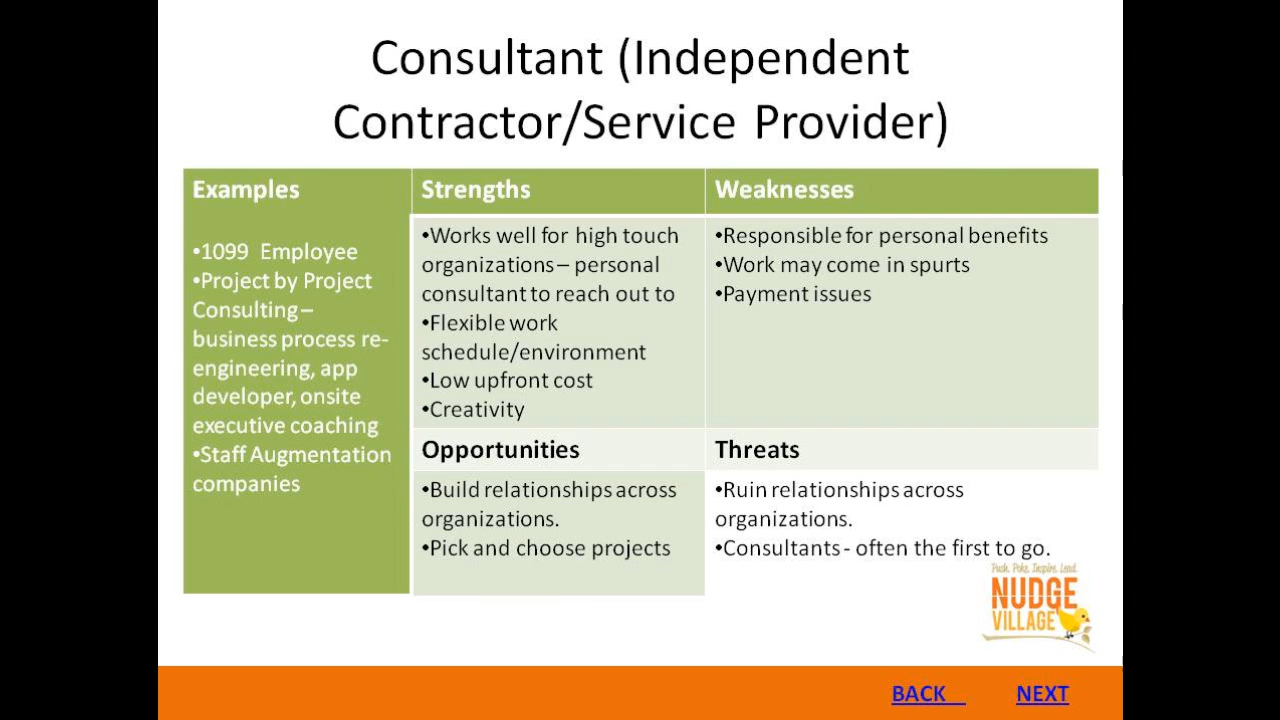 Consultant (Independent
Contractor/Service Provider)
Examples
•1099 Employee
•Project by Project
Consulting –
business process re-
engineering, app
developer, onsite
executive coaching
•Staff Augmentation
companies
Strengths
•Works well for high touch
organizations – personal
consultant to reach out to
•Flexible work
schedule/environment
•Low upfront cost
•Creativity
Weaknesses
•Responsible for personal benefits
•Work may come in spurts
•Payment issues
Opportunities
•Build relationships across
organizations.
•Pick and choose projects
Threats
•Ruin relationships across
organizations.
•Consultants - often the first to go.
Push. Poke. Inspire. Lead.
NUDGE
VILLAGE
BACK NEXT